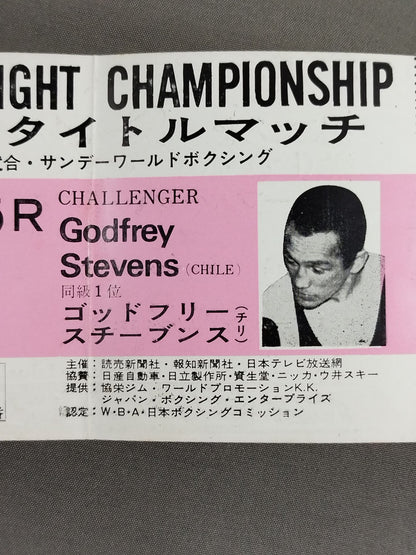 IGHT CHAMPIONSHIP
タイトルマッチ
合・サンデーワールドボクシング
5R
CHALLENGER
Godfrey
Stevens (CHILE)
同級1位
ゴッドフリー
スチーブンス (チリ)
主催：読売新聞社・報知新聞社・日本テレビ放送網
協賛：日産自動車・日立製作所・資生堂・ニッカ・ウ井スキー
提供：協栄ジム・ワールドプロモーションK.K.
ジャパン・ボクシング・エンタープライズ
認定：W・B・A・日本ボクシングコミッション
番